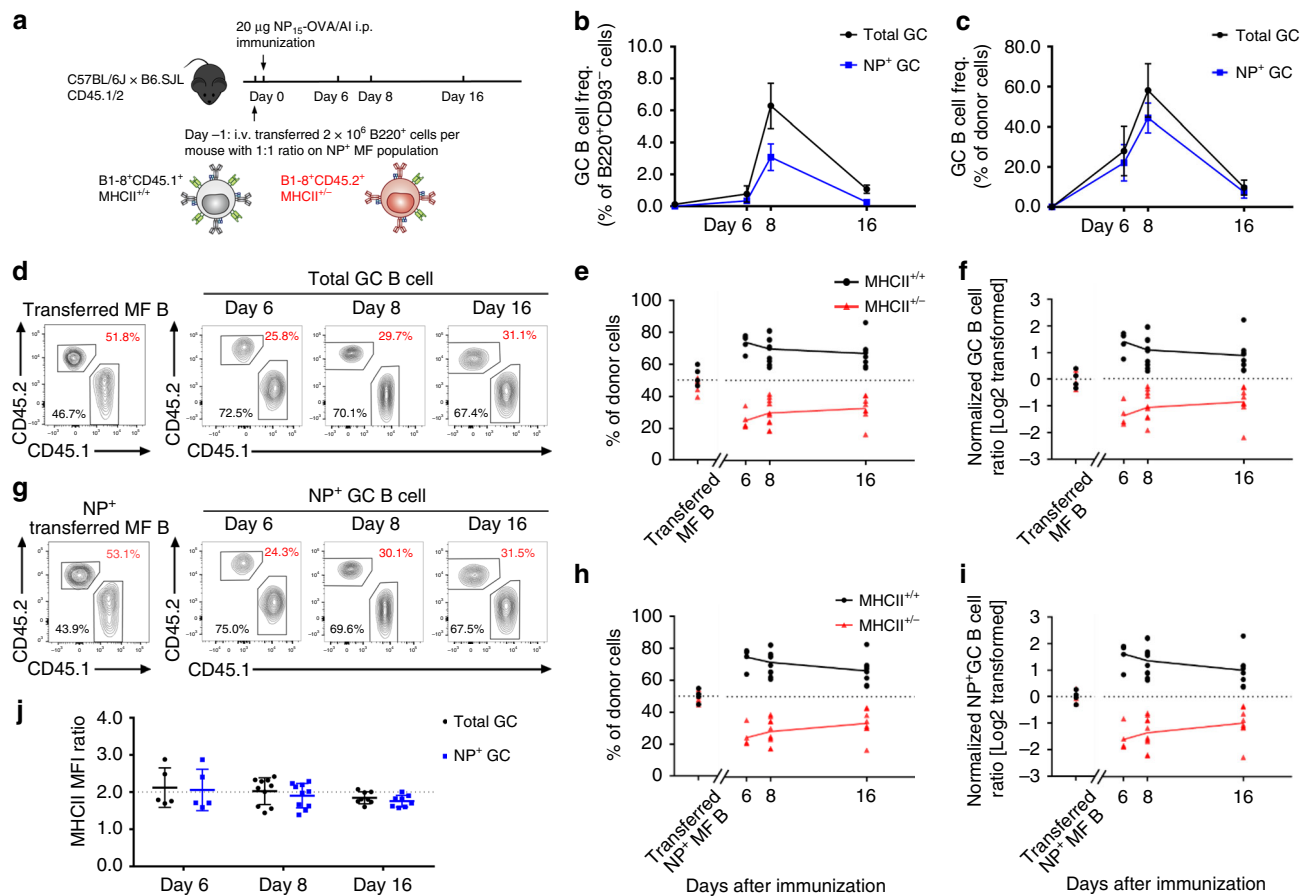 a
20 μg NP₁₅-OVA/AI i.p.
immunization
C57BL/6J × B6.SJL
CD45.1/2
Day 0
Day 6
Day 8
Day 16
Day −1: i.v. transferred 2 × 10⁶ B220⁺ cells per
mouse with 1:1 ratio on NP⁺ MF population
B1-8⁺CD45.1⁺
MHCII⁺/⁺
B1-8⁺CD45.2⁺
MHCII⁺/⁻
b
GC B cell freq.
(% of B220⁺CD93⁻ cells)
10.0
8.0
6.0
4.0
2.0
0.0
Total GC
NP⁺ GC
Day 6
8
16
c
GC B cell freq.
(% of donor cells)
80.0
60.0
40.0
20.0
0.0
Total GC
NP⁺ GC
Day 6
8
16
d
Total GC B cell
Transferred MF B
Day 6
Day 8
Day 16
51.8%
46.7%
25.8%
72.5%
29.7%
70.1%
31.1%
67.4%
CD45.2
CD45.1
CD45.2
CD45.1
e
% of donor cells
100
80
60
40
20
0
MHCII⁺/⁺
MHCII⁺/⁻
Transferred
MF B
6
8
16
f
Normalized GC B cell
ratio [Log2 transformed]
3
2
1
0
−1
−2
−3
Transferred
MF B
6
8
16
g
NP⁺
transferred MF B
NP⁺ GC B cell
Day 6
Day 8
Day 16
53.1%
43.9%
24.3%
75.0%
30.1%
69.6%
31.5%
67.5%
CD45.2
CD45.1
CD45.2
CD45.1
h
% of donor cells
100
80
60
40
20
0
MHCII⁺/⁺
MHCII⁺/⁻
Transferred
NP⁺ MF B
6
8
16
Days after immunization
i
Normalized NP⁺GC B cell
ratio [Log2 transformed]
3
2
1
0
−1
−2
−3
Transferred
NP⁺ MF B
6
8
16
Days after immunization
j
MHCII MFI ratio
4.0
3.0
2.0
1.0
0.0
Total GC
NP⁺ GC
Day 6
Day 8
Day 16